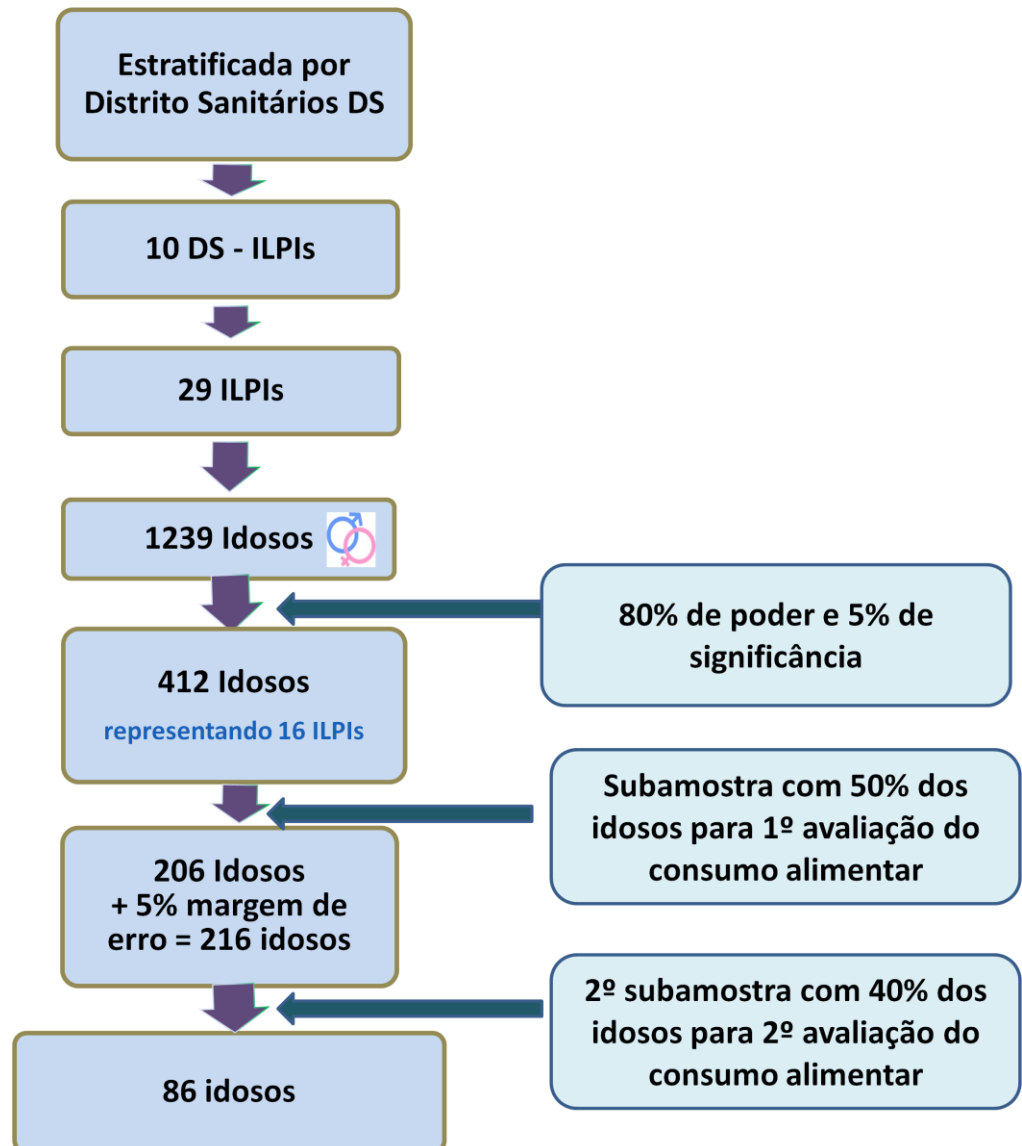 Estratificada por
Distrito Sanitários DS
10 DS - ILPIs
29 ILPIs
1239 Idosos
80% de poder e 5% de
significância
412 Idosos
representando 16 ILPIs
Subamostra com 50% dos
idosos para 1º avaliação do
consumo alimentar
206 Idosos
+ 5% margem de
erro = 216 idosos
2º subamostra com 40% dos
idosos para 2º avaliação do
consumo alimentar
86 idosos